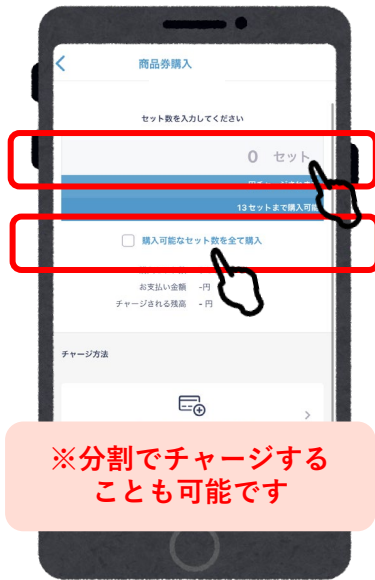 商品券購入
セット数を入力してください
0 セット
13セットまで購入可能
購入可能なセット数を全て購入
お支払い金額 -円
チャージされる残高 -円
チャージ方法
※分割でチャージする
ことも可能です